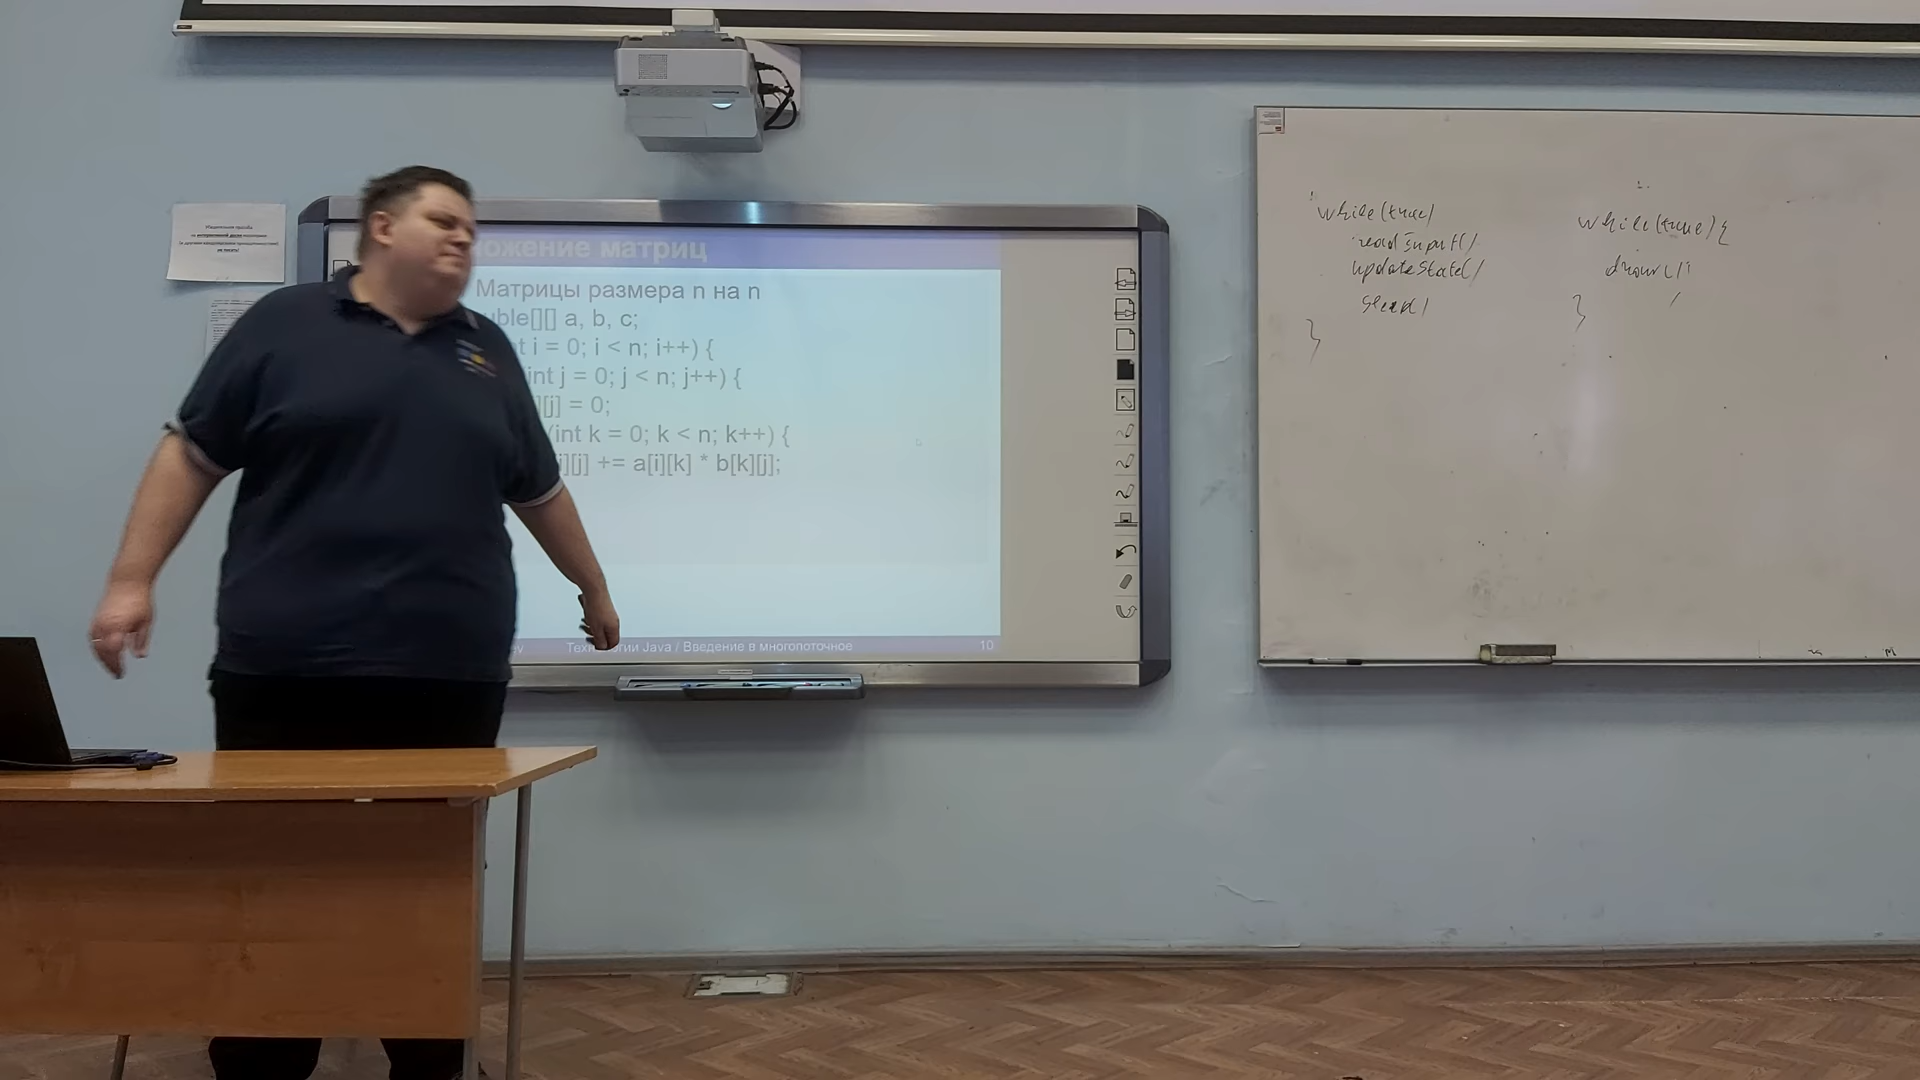 ножение матриц
Матрицы размера n на n
uble[][] a, b, c;
t i = 0; i < n; i++) {
int j = 0; j < n; j++) {
][j] = 0;
(int k = 0; k < n; k++) {
i][j] += a[i][k] * b[k][j];
ev
Технологии Java / Введение в многопоточное
10
while(true)
readInput()
updateState()
}
while(true){
draw()
}